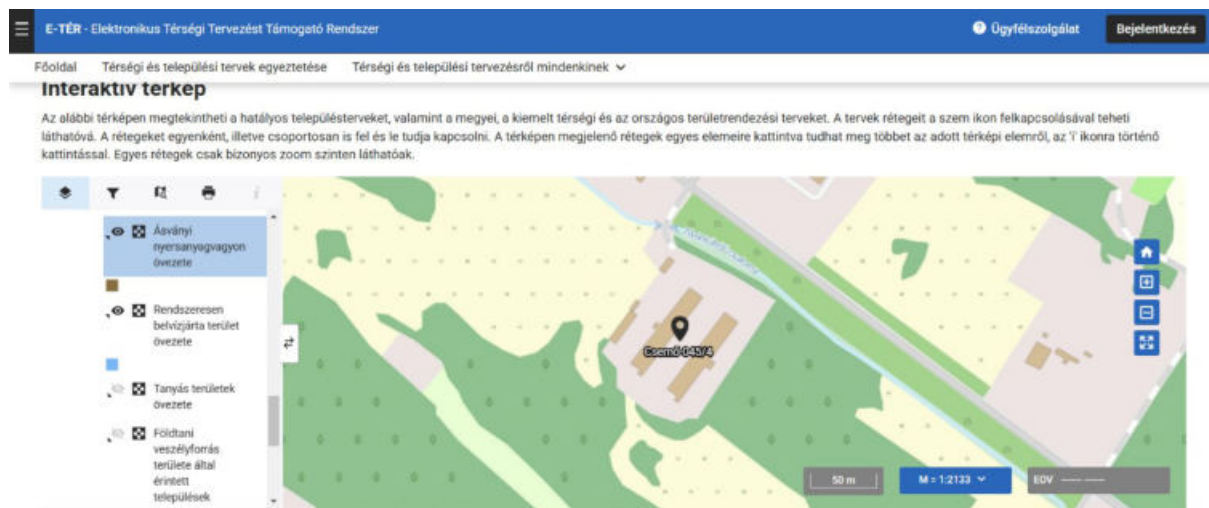 E-TÉR - Elektronikus Térségi Tervezést Támogató Rendszer
Ügyfélszolgálat
Bejelentkezés
Főoldal Térségi és települési tervek egyeztetése Térségi és települési tervezésről mindenkinek
Interaktív térkép
Az alábbi térképen megtekintheti a hatályos településterveket, valamint a megyei, a kiemelt térségi és az országos területrendezési terveket. A tervek rétegeit a szem ikon felkapcsolásával teheti
láthatóvá. A rétegeket egyenként, illetve csoportosan is fel és le tudja kapcsolni. A térképen megjelenő rétegek egyes elemeire kattintva tudhat meg többet az adott térképi elemről, az 'i' ikonra történő
kattintással. Egyes rétegek csak bizonyos zoom szinten láthatóak.
Ásványi
nyersanyagvagyon
övezete
Rendszeresen
belvízjárta terület
övezete
Tanyás területek
övezete
Földtani
veszélyforrás
területe által
érintett
települések
Csemő 045/4
50 m
M = 1:2133
EOV ------- -------